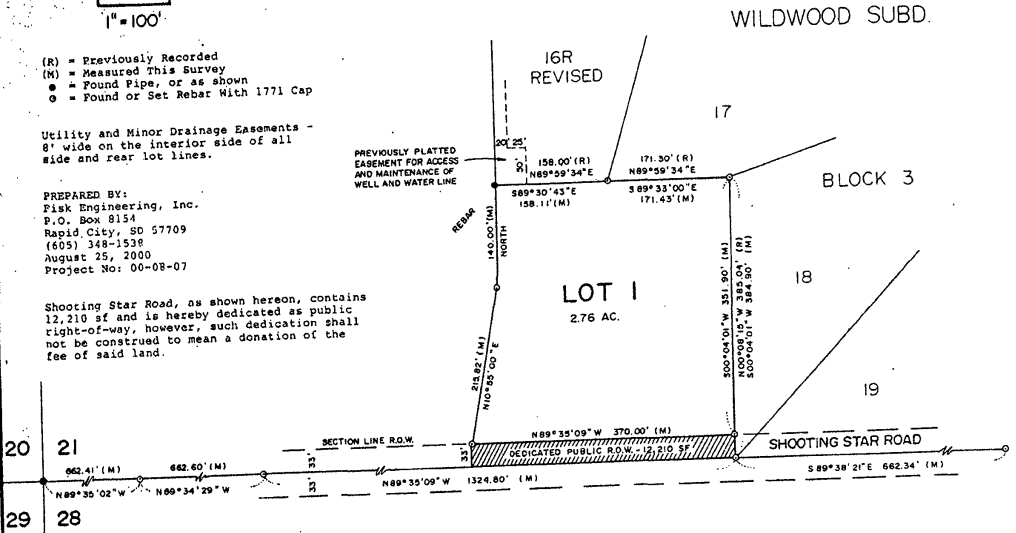 1"=100'
WILDWOOD SUBD.
(R) = Previously Recorded
(M) = Measured This Survey
● = Found Pipe, or as shown
○ = Found or Set Rebar With 1771 Cap
Utility and Minor Drainage Easements -
8' wide on the interior side of all
side and rear lot lines.
PREPARED BY:
Fisk Engineering, Inc.
P.O. Box 8154
Rapid City, SD 57709
(605) 348-1538
August 25, 2000
Project No: 00-08-07
Shooting Star Road, as shown hereon, contains
12,210 sf and is hereby dedicated as public
right-of-way, however, such dedication shall
not be construed to mean a donation of the
fee of said land.
16R
REVISED
17
20' 25'
50'
PREVIOUSLY PLATTED
EASEMENT FOR ACCESS
AND MAINTENANCE OF
WELL AND WATER LINE
158.00' (R)
N89°59'34"E
171.30' (R)
N89°59'34"E
S89°30'43"E
158.11'(M)
S89°33'00"E
171.43'(M)
BLOCK 3
REBAR
140.00'(M)
NORTH
LOT 1
2.76 AC.
S00°04'01"W 351.90' (M)
N00°08'15"W 385.04' (R)
S00°04'01"W 384.90' (M)
18
215.82' (M)
N10°55'00"E
19
20 21
SECTION LINE R.O.W.
N89°35'09"W 370.00' (M)
SHOOTING STAR ROAD
33'
DEDICATED PUBLIC R.O.W.-12,210 SF
662.41' (M)
662.60' (M)
33'
N89°35'02"W
N89°34'29"W
33'
N89°35'09"W 1324.80' (M)
S89°38'21"E 662.34' (M)
29 28